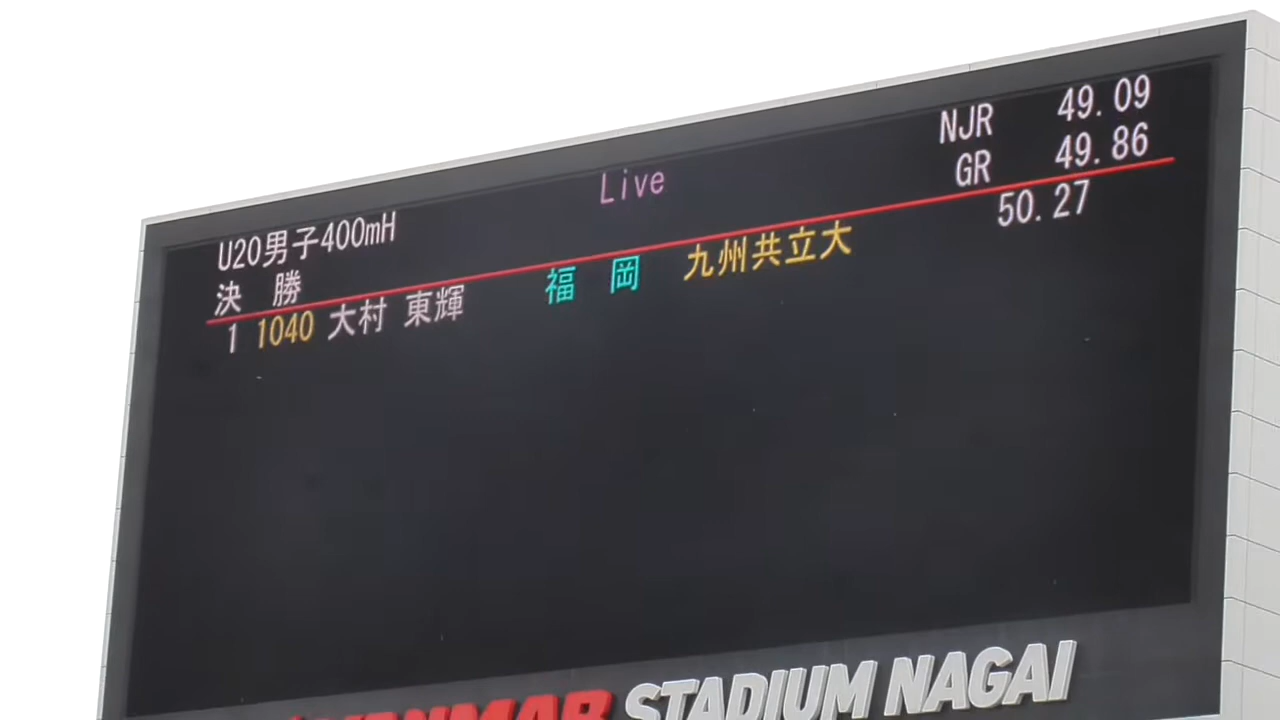 Live
NJR 49.09
U20男子400mH GR 49.86
決 勝
1 1040 大村 東輝 福 岡 九州共立大 50.27
YANMAR STADIUM NAGAI